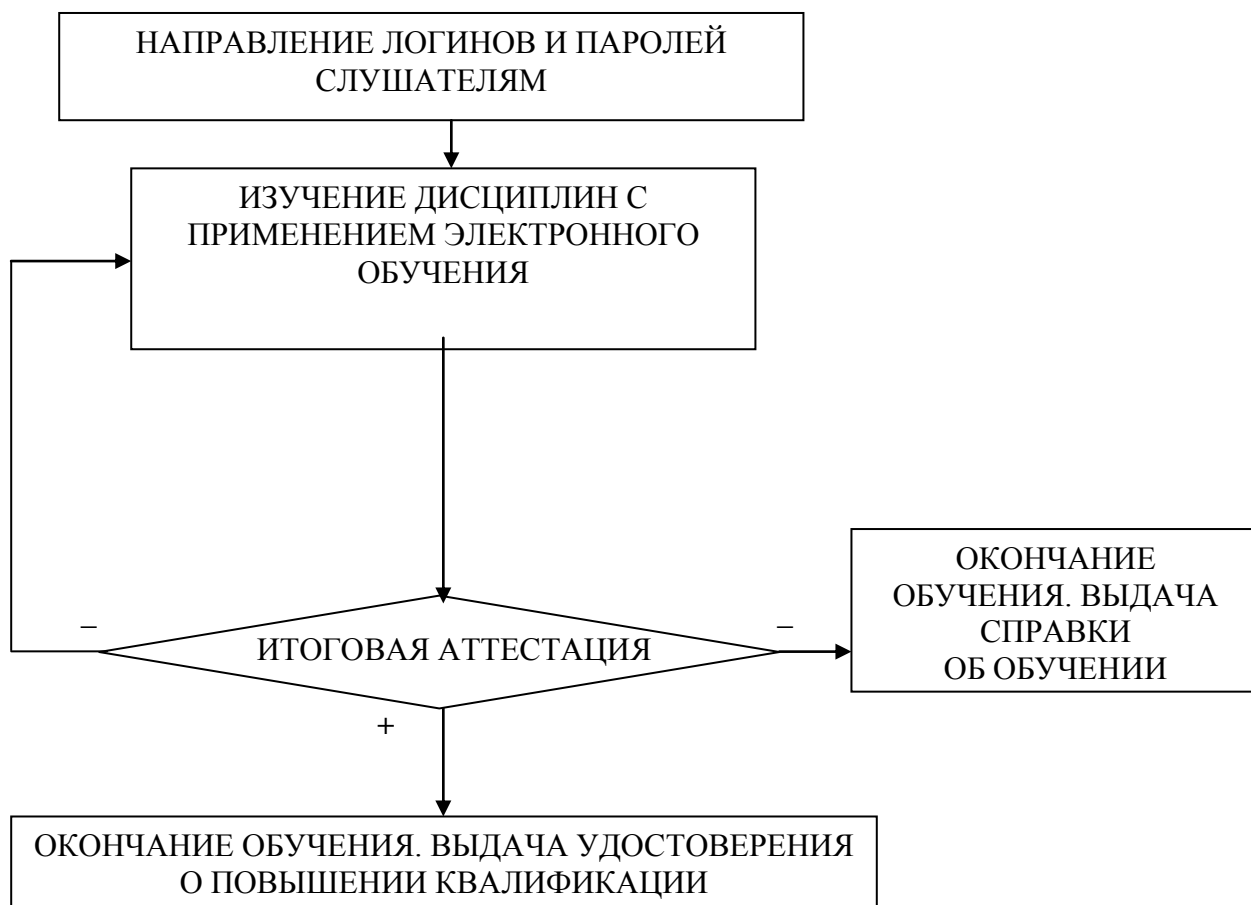 НАПРАВЛЕНИЕ ЛОГИНОВ И ПАРОЛЕЙ
СЛУШАТЕЛЯМ
ИЗУЧЕНИЕ ДИСЦИПЛИН С
ПРИМЕНЕНИЕМ ЭЛЕКТРОННОГО
ОБУЧЕНИЯ
ОКОНЧАНИЕ
ОБУЧЕНИЯ. ВЫДАЧА
СПРАВКИ
ОБ ОБУЧЕНИИ
–
ИТОГОВАЯ АТТЕСТАЦИЯ
–
+
ОКОНЧАНИЕ ОБУЧЕНИЯ. ВЫДАЧА УДОСТОВЕРЕНИЯ
О ПОВЫШЕНИИ КВАЛИФИКАЦИИ